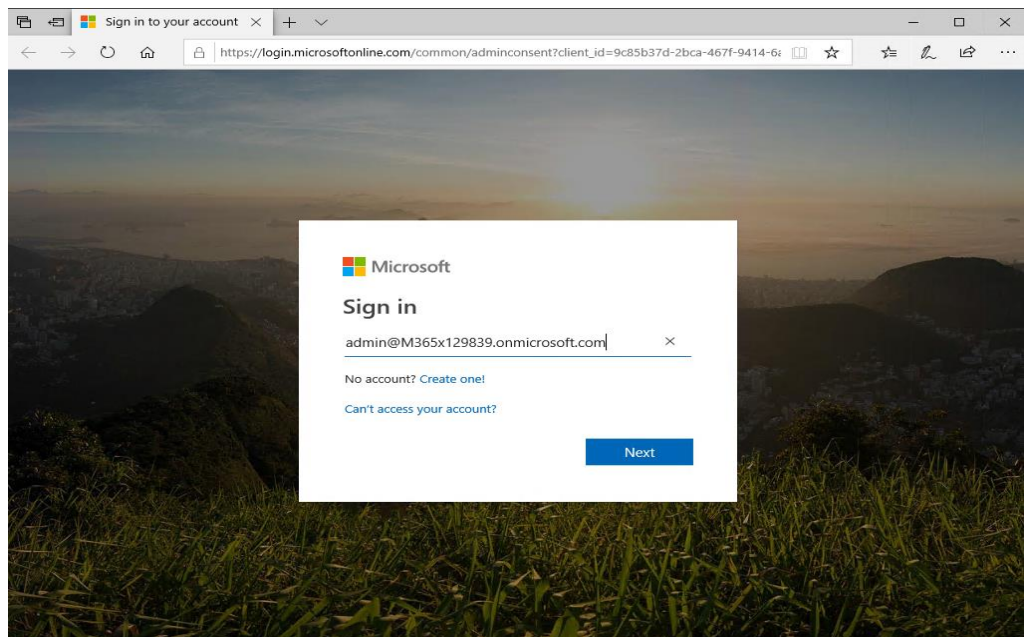 Sign in to your account
https://login.microsoftonline.com/common/adminconsent?client_id=9c85b37d-2bca-467f-9414-6a
Microsoft
Sign in
admin@M365x129839.onmicrosoft.com
No account? Create one!
Can't access your account?
Next